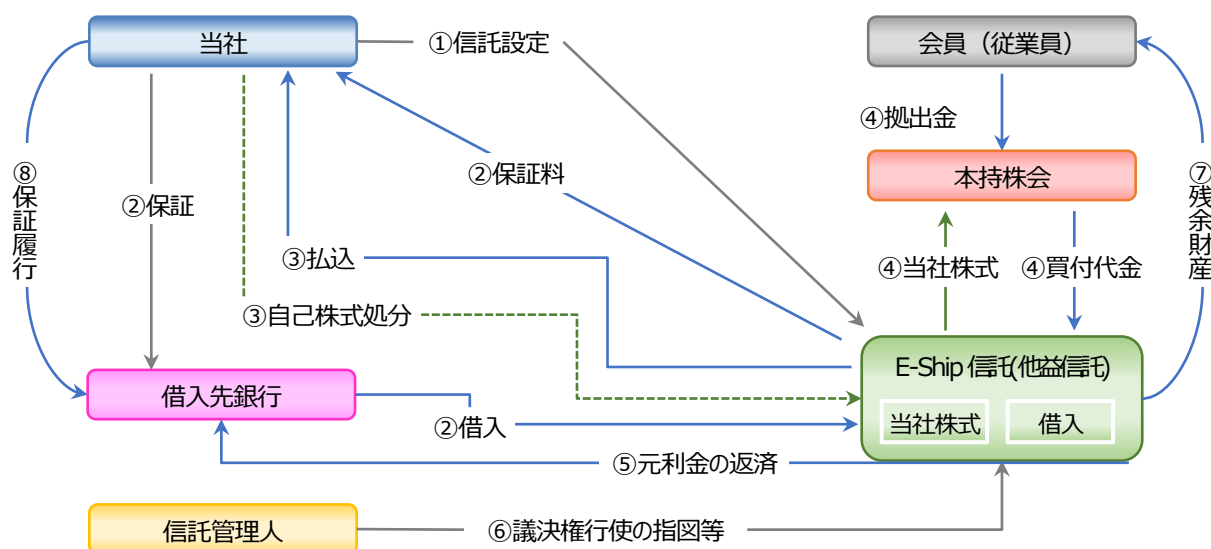 当社
①信託設定
会員（従業員）
④拠出金
②保証料
本持株会
⑧保証履行
②保証
⑦残余財産
③払込
④当社株式
④買付代金
③自己株式処分
E-Ship 信託(他益信託)
借入先銀行
②借入
当社株式
借入
⑤元利金の返済
信託管理人
⑥議決権行使の指図等